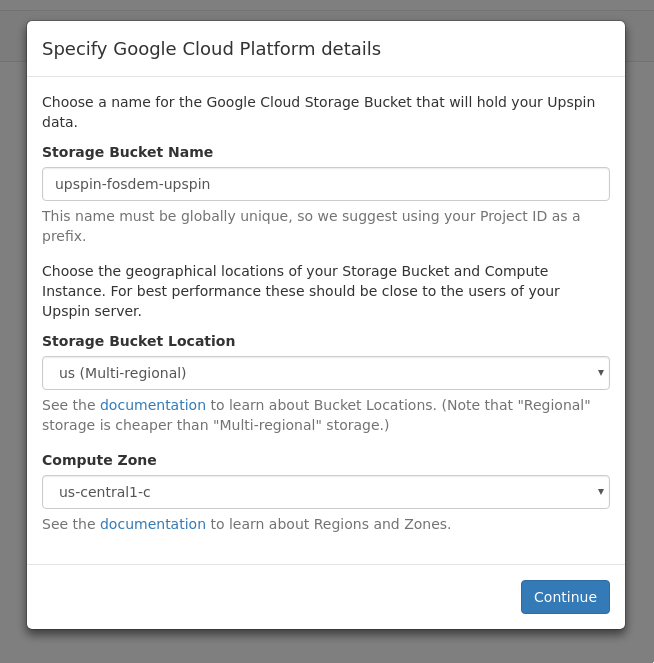 Specify Google Cloud Platform details
Choose a name for the Google Cloud Storage Bucket that will hold your Upspin
data.
Storage Bucket Name
upspin-fosdem-upspin
This name must be globally unique, so we suggest using your Project ID as a
prefix.
Choose the geographical locations of your Storage Bucket and Compute
Instance. For best performance these should be close to the users of your
Upspin server.
Storage Bucket Location
us (Multi-regional)
See the documentation to learn about Bucket Locations. (Note that "Regional"
storage is cheaper than "Multi-regional" storage.)
Compute Zone
us-central1-c
See the documentation to learn about Regions and Zones.
Continue